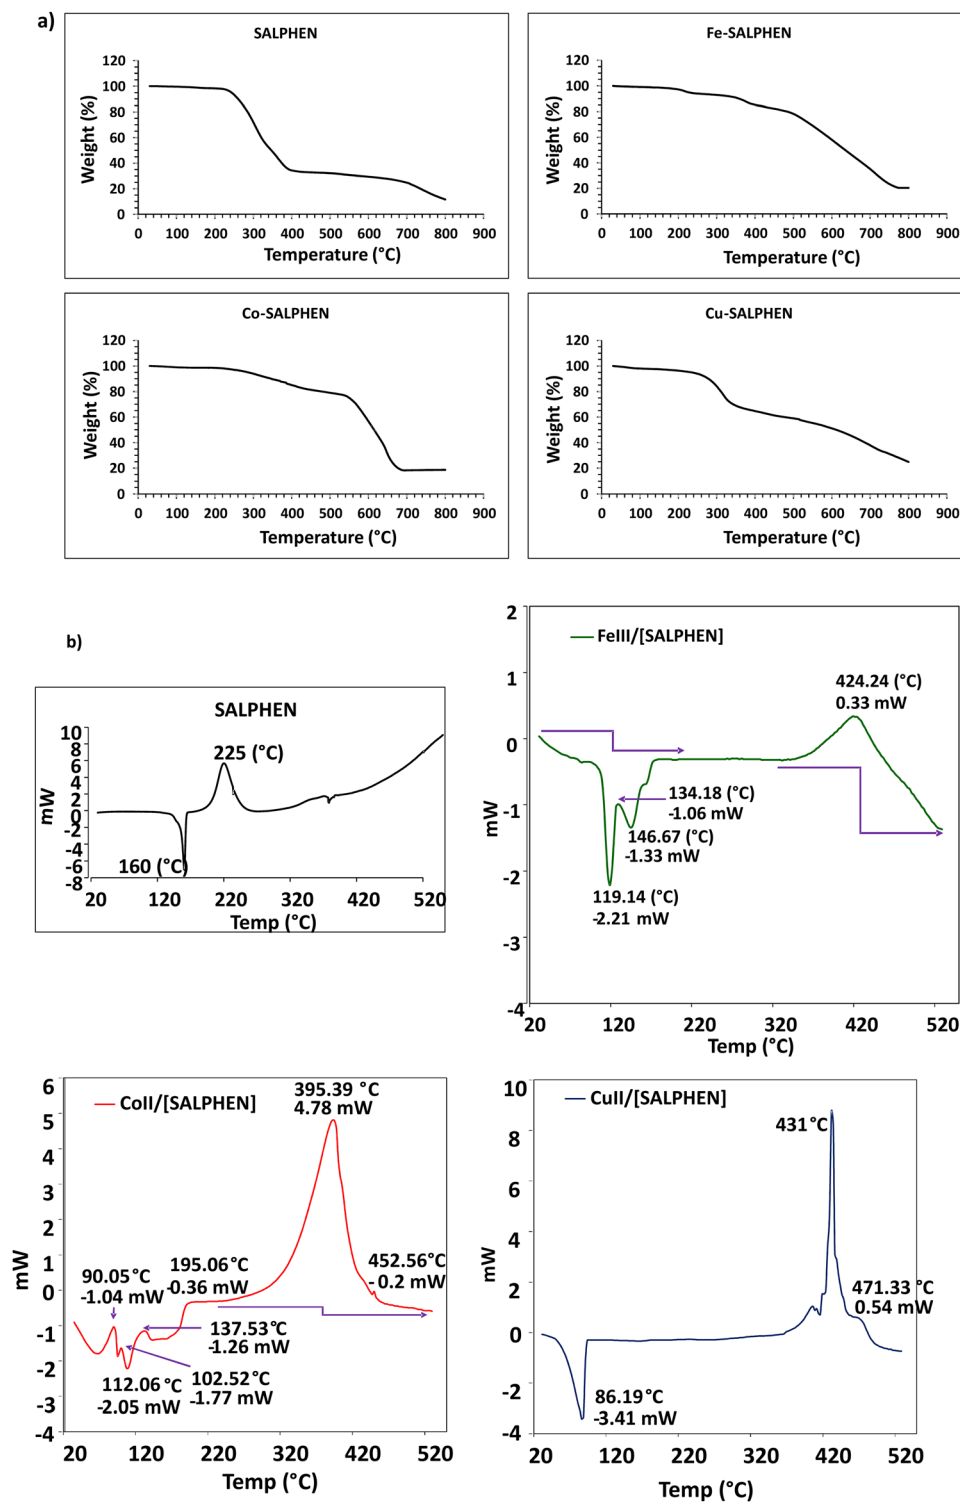 a)
SALPHEN
120
100
80
60
40
20
0
Weight (%)
0 100 200 300 400 500 600 700 800 900
Temperature (°C)
Fe-SALPHEN
120
100
80
60
40
20
0
Weight (%)
0 100 200 300 400 500 600 700 800 900
Temperature (°C)
Co-SALPHEN
120
100
80
60
40
20
0
Weight (%)
0 100 200 300 400 500 600 700 800 900
Temperature (°C)
Cu-SALPHEN
120
100
80
60
40
20
0
Weight (%)
0 100 200 300 400 500 600 700 800 900
Temperature (°C)
b)
SALPHEN
10
8
6
4
2
0
-2
-4
-6
-8
mW
225 (°C)
160 (°C)
20 120 220 320 420 520
Temp (°C)
2
1
0
-1
-2
-3
-4
mW
FeIII/[SALPHEN]
424.24 (°C)
0.33 mW
134.18 (°C)
-1.06 mW
146.67 (°C)
-1.33 mW
119.14 (°C)
-2.21 mW
20 120 220 320 420 520
Temp (°C)
6
5
4
3
2
1
0
-1
-2
-3
-4
mW
CoII/[SALPHEN]
395.39 °C
4.78 mW
195.06°C
-0.36 mW
452.56°C
- 0.2 mW
90.05°C
-1.04 mW
137.53°C
-1.26 mW
112.06°C
-2.05 mW
102.52°C
-1.77 mW
20 120 220 320 420 520
Temp (°C)
10
8
6
4
2
0
-2
-4
mW
CuII/[SALPHEN]
431°C
471.33 °C
0.54 mW
86.19°C
-3.41 mW
20 120 220 320 420 520
Temp (°C)